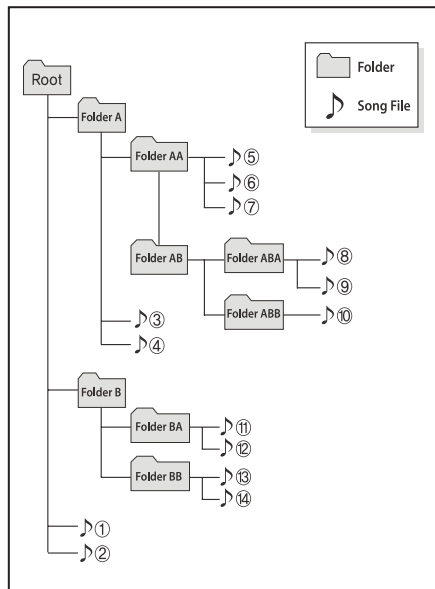 Root
Folder
Song File
Folder A
Folder AA
⑤
⑥
⑦
Folder AB
Folder ABA
⑧
⑨
Folder ABB
⑩
③
④
Folder B
Folder BA
⑪
⑫
Folder BB
⑬
⑭
①
②